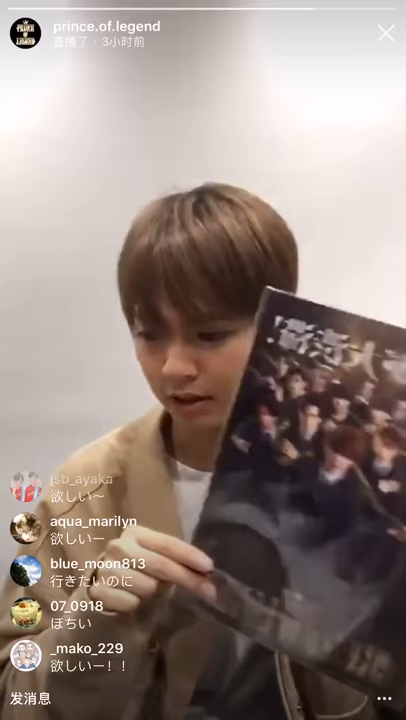 prince.of.legend
直播了 · 3小时前
jsb_ayaka
欲しい〜
aqua_marilyn
欲しいー
blue_moon813
行きたいのに
07_0918
ほちい
_mako_229
欲しいー！！
发消息